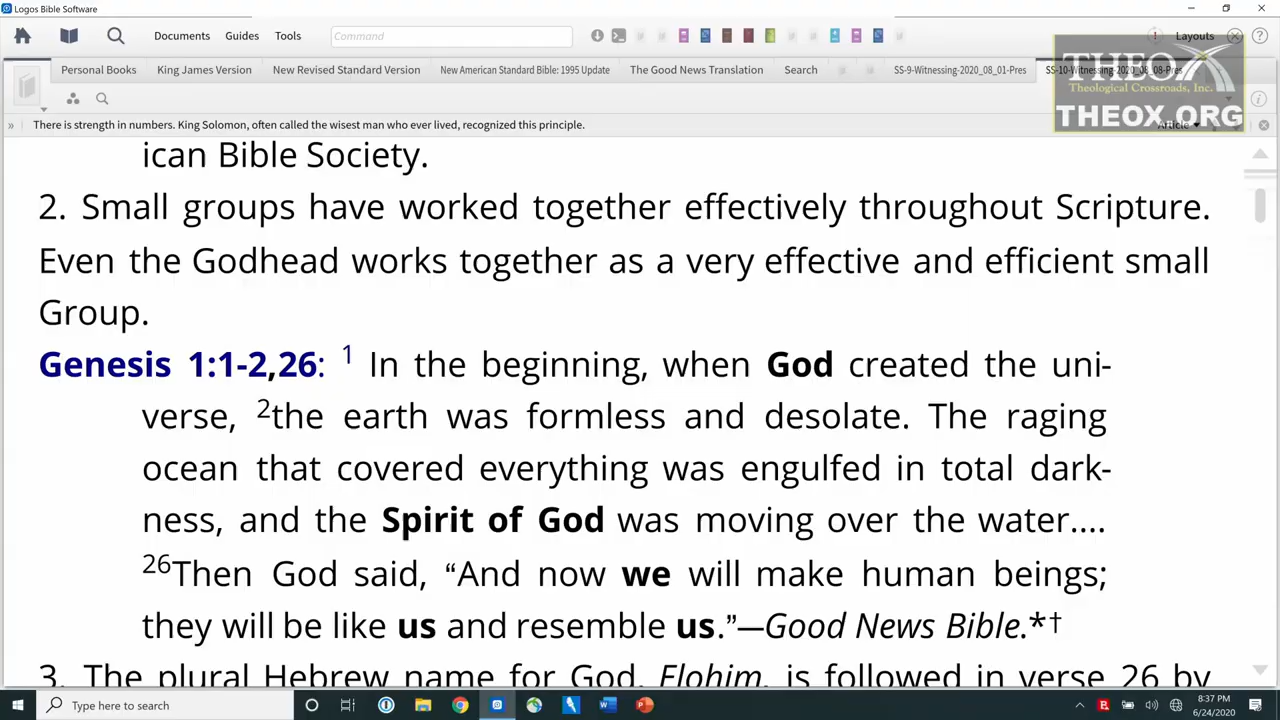 Logos Bible Software
Documents Guides Tools Command Layouts
Personal Books King James Version New Revised Stan an Standard Bible: 1995 Update The Good News Translation Search SS-9-Witnessing-2020_08_01-Pres SS-10-Witnessing-2020_08_08-Pres
THEOX
Theological Crossroads, Inc.
THEOX.ORG
There is strength in numbers. King Solomon, often called the wisest man who ever lived, recognized this principle. Article
ican Bible Society.
2. Small groups have worked together effectively throughout Scripture.
Even the Godhead works together as a very effective and efficient small
Group.
Genesis 1:1-2,26: 1 In the beginning, when God created the uni-
verse, 2the earth was formless and desolate. The raging
ocean that covered everything was engulfed in total dark-
ness, and the Spirit of God was moving over the water....
26Then God said, “And now we will make human beings;
they will be like us and resemble us.”—Good News Bible.*†
3. The plural Hebrew name for God, Elohim, is followed in verse 26 by
Type here to search
8:37 PM
6/24/2020